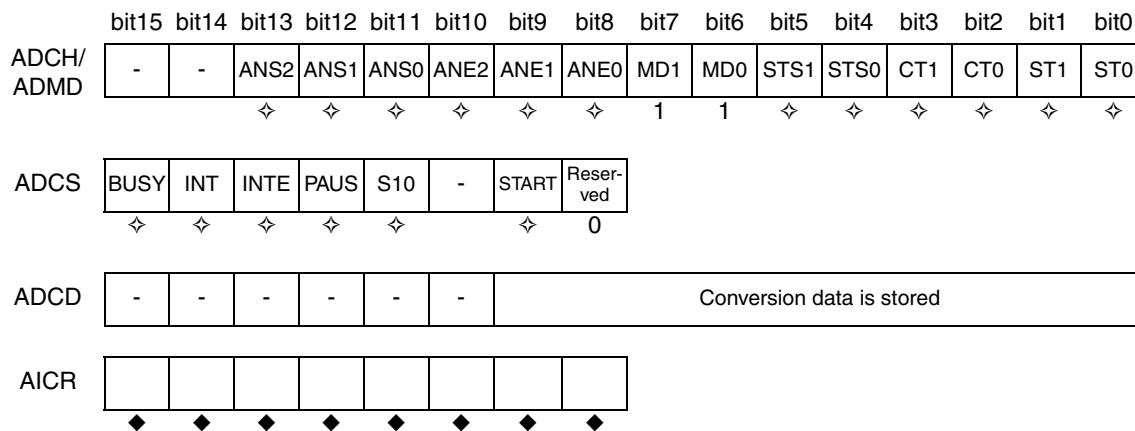 bit15 bit14 bit13 bit12 bit11 bit10 bit9 bit8 bit7 bit6 bit5 bit4 bit3 bit2 bit1 bit0
ADCH/
ADMD
- - ANS2 ANS1 ANS0 ANE2 ANE1 ANE0 MD1 MD0 STS1 STS0 CT1 CT0 ST1 ST0
✧ ✧ ✧ ✧ ✧ ✧ 1 1 ✧ ✧ ✧ ✧ ✧ ✧
ADCS BUSY INT INTE PAUS S10 - START Reser-
ved
✧ ✧ ✧ ✧ ✧ ✧ 0
ADCD - - - - - - Conversion data is stored
AICR
◆ ◆ ◆ ◆ ◆ ◆ ◆ ◆